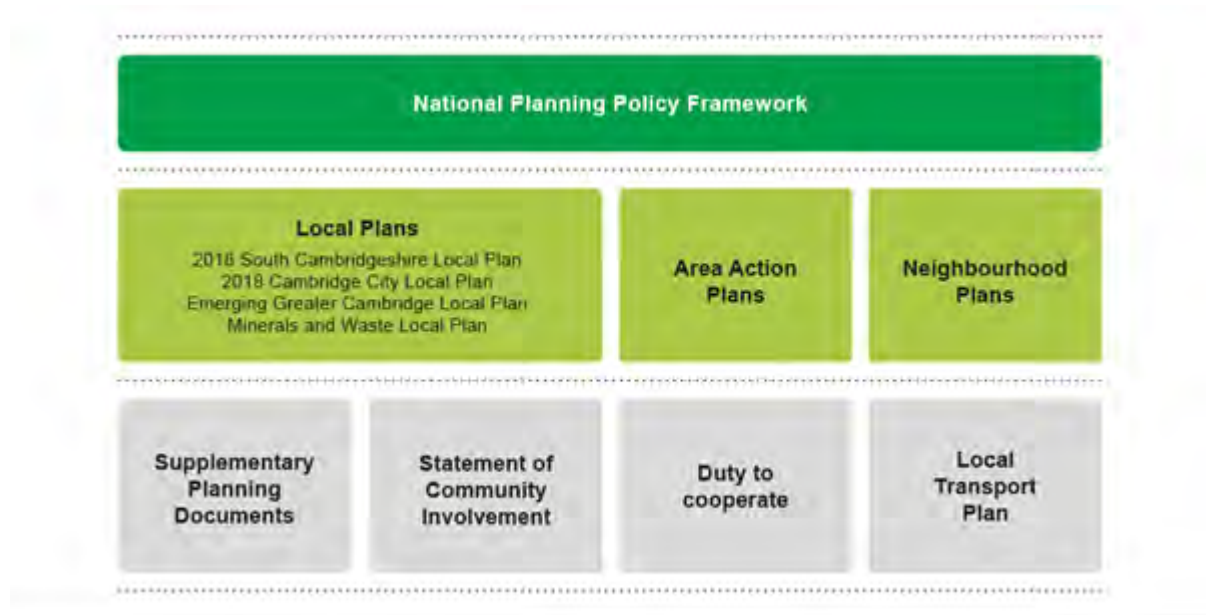 National Planning Policy Framework
Local Plans
2018 South Cambridgeshire Local Plan
2018 Cambridge City Local Plan
Emerging Greater Cambridge Local Plan
Minerals and Waste Local Plan
Area Action
Plans
Neighbourhood
Plans
Supplementary
Planning
Documents
Statement of
Community
Involvement
Duty to
cooperate
Local
Transport
Plan